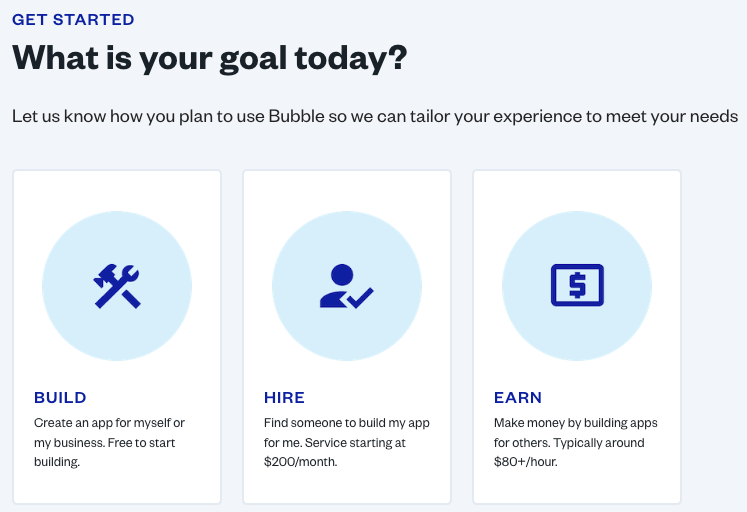 GET STARTED
What is your goal today?
Let us know how you plan to use Bubble so we can tailor your experience to meet your needs
BUILD
Create an app for myself or
my business. Free to start
building.
HIRE
Find someone to build my app
for me. Service starting at
$200/month.
EARN
Make money by building apps
for others. Typically around
$80+/hour.